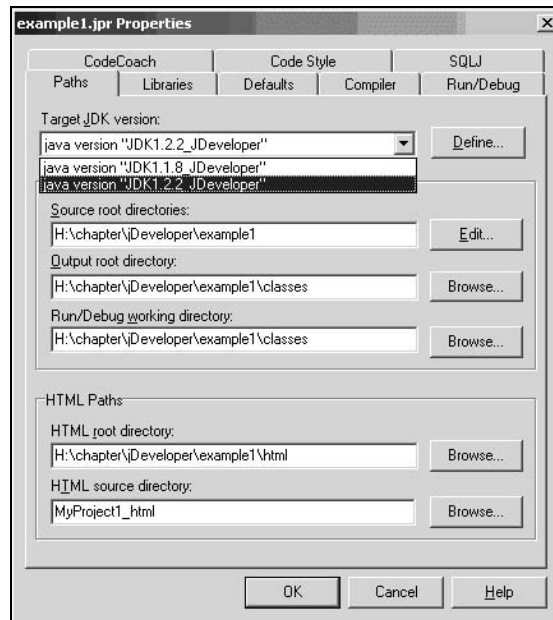 example1.jpr Properties
CodeCoach Code Style SQLJ
Paths Libraries Defaults Compiler Run/Debug
Target JDK version:
java version "JDK1.2.2_JDeveloper" Define...
java version "JDK1.1.8_JDeveloper"
java version "JDK1.2.2_JDeveloper"
Source root directories:
H:\chapter\jDeveloper\example1 Edit...
Output root directory:
H:\chapter\jDeveloper\example1\classes Browse...
Run/Debug working directory:
H:\chapter\jDeveloper\example1\classes Browse...
HTML Paths
HTML root directory:
H:\chapter\jDeveloper\example1\html Browse...
HTML source directory:
MyProject1_html Browse...
OK Cancel Help